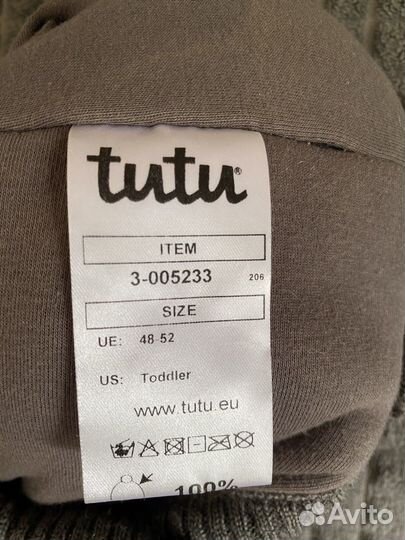 tutu®
ITEM
3-005233 206
SIZE
UE: 48-52
US: Toddler
www.tutu.eu
100%
Avito